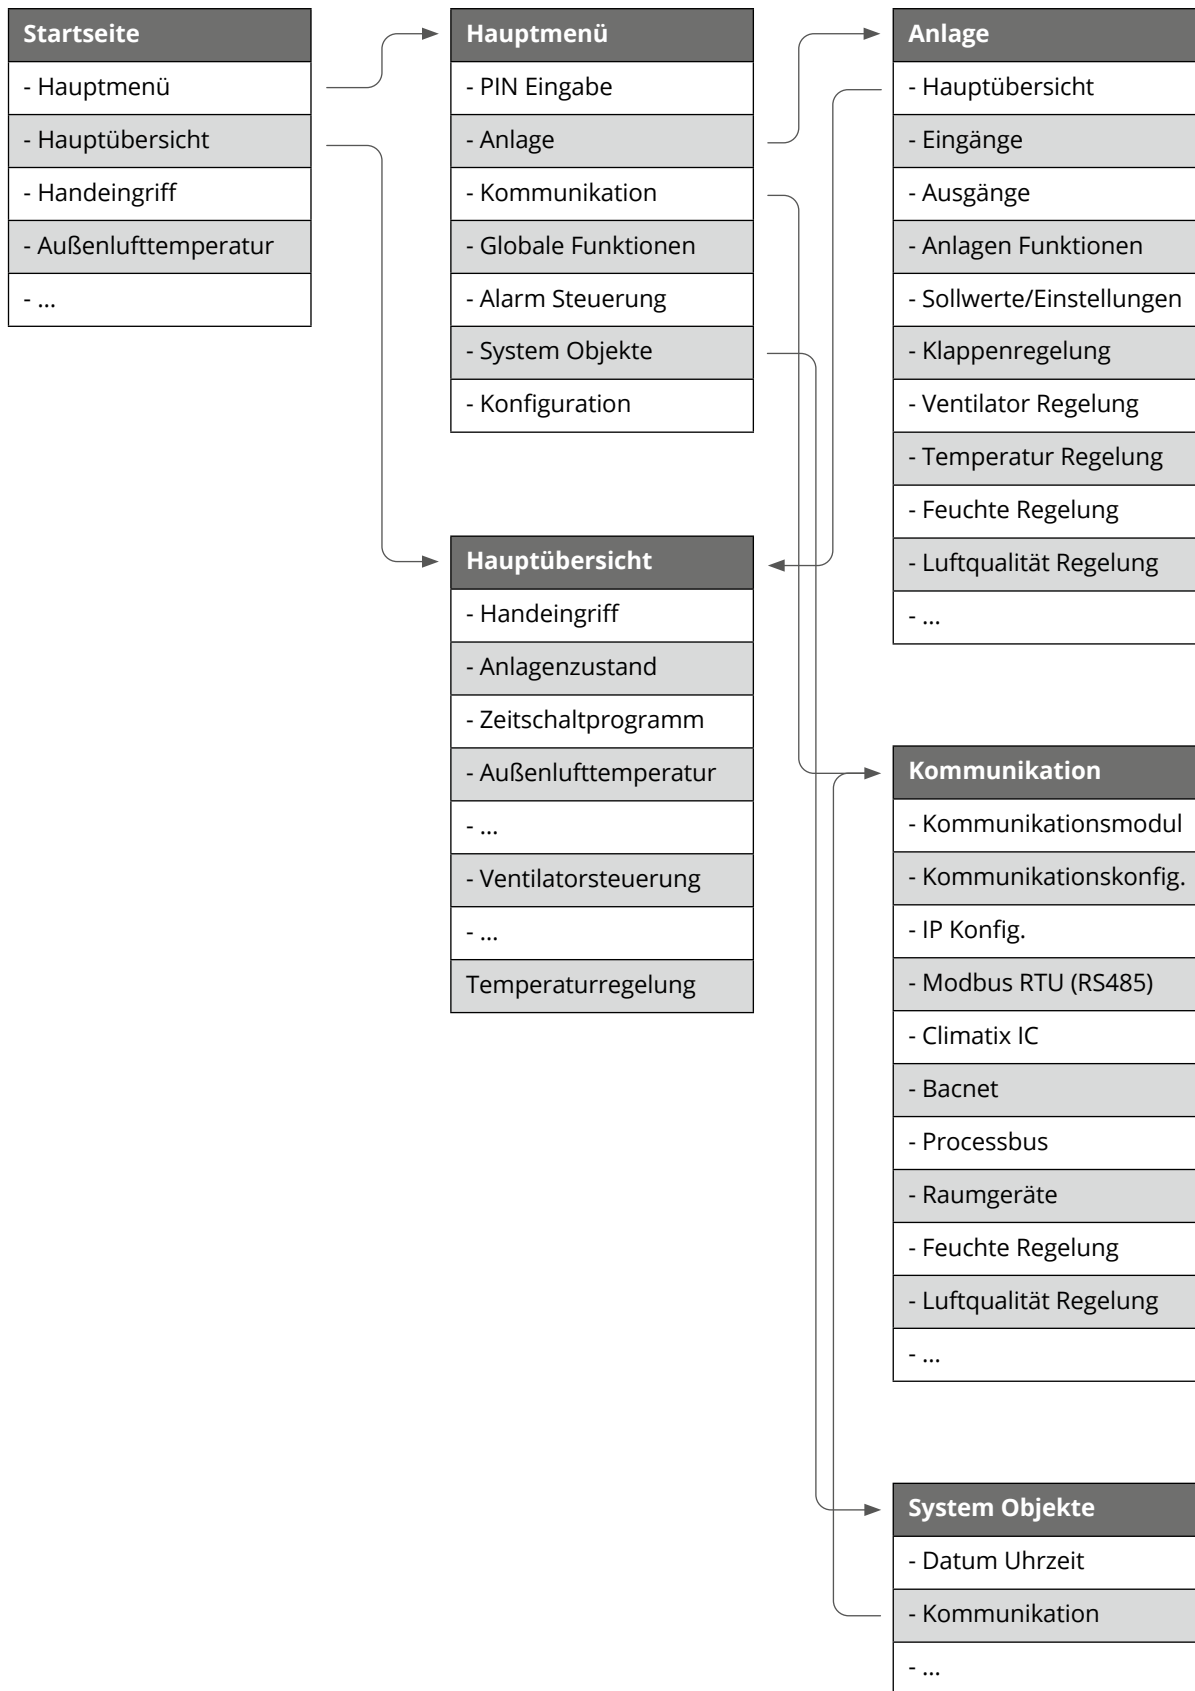 Startseite
- Hauptmenü
- Hauptübersicht
- Handeingriff
- Außenlufttemperatur
- ...
Hauptmenü
- PIN Eingabe
- Anlage
- Kommunikation
- Globale Funktionen
- Alarm Steuerung
- System Objekte
- Konfiguration
Hauptübersicht
- Handeingriff
- Anlagenzustand
- Zeitschaltprogramm
- Außenlufttemperatur
- ...
- Ventilatorsteuerung
- ...
Temperaturregelung
Anlage
- Hauptübersicht
- Eingänge
- Ausgänge
- Anlagen Funktionen
- Sollwerte/Einstellungen
- Klappenregelung
- Ventilator Regelung
- Temperatur Regelung
- Feuchte Regelung
- Luftqualität Regelung
- ...
Kommunikation
- Kommunikationsmodul
- Kommunikationskonfig.
- IP Konfig.
- Modbus RTU (RS485)
- Climatix IC
- Bacnet
- Processbus
- Raumgeräte
- Feuchte Regelung
- Luftqualität Regelung
- ...
System Objekte
- Datum Uhrzeit
- Kommunikation
- ...